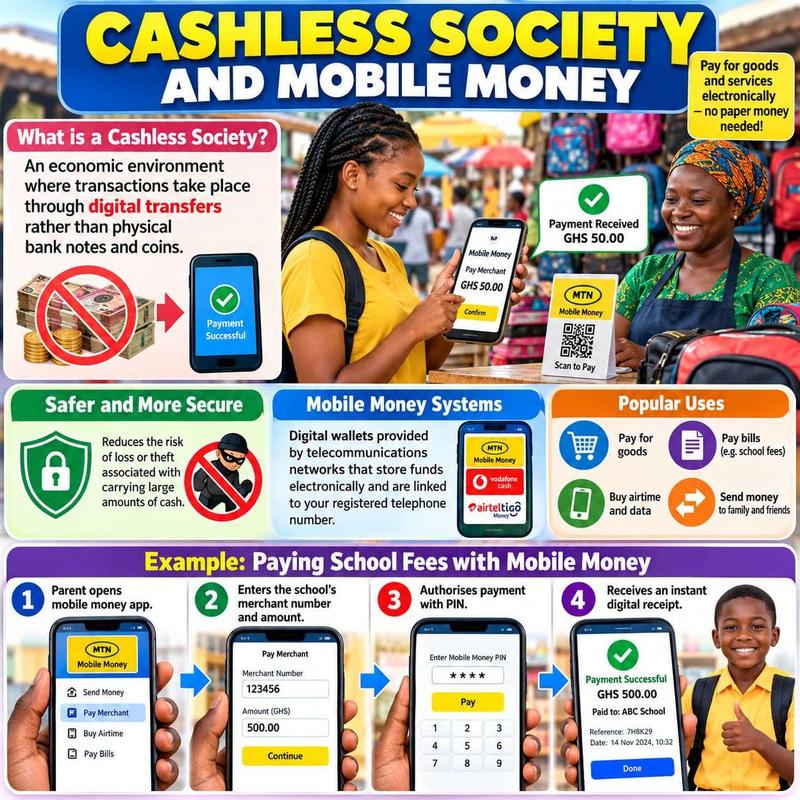 CASHLESS SOCIETY
AND MOBILE MONEY
Pay for goods
and services
electronically
– no paper money
needed!
What is a Cashless Society?
An economic environment
where transactions take place
through digital transfers
rather than physical
bank notes and coins.
Payment
Successful
Mobile Money
Pay Merchant
GHS 50.00
Confirm
Payment Received
GHS 50.00
MTN
Mobile Money
Scan to Pay
Safer and More Secure
Reduces the risk
of loss or theft
associated with
carrying large
amounts of cash.
Mobile Money Systems
Digital wallets provided
by telecommunications
networks that store funds
electronically and are linked
to your registered telephone
number.
MTN
Mobile Money
vodafone
cash
airteltigo
Money
Popular Uses
Pay for
goods
Pay bills
(e.g. school fees)
Buy airtime
and data
Send money
to family and friends
Example: Paying School Fees with Mobile Money
1 Parent opens
mobile money app.
MTN
Mobile Money
Send Money
Pay Merchant
Buy Airtime
Pay Bills
2 Enters the school's
merchant number
and amount.
Pay Merchant
Merchant Number
123456
Amount (GHS)
500.00
Continue
3 Authorises payment
with PIN.
Enter Mobile Money PIN
****
Pay
1 2 3
4 5 6
7 8 9
4 Receives an instant
digital receipt.
Payment Successful
GHS 500.00
Paid to: ABC School
Reference: 7H8K29
Date: 14 Nov 2024, 10:32
Done